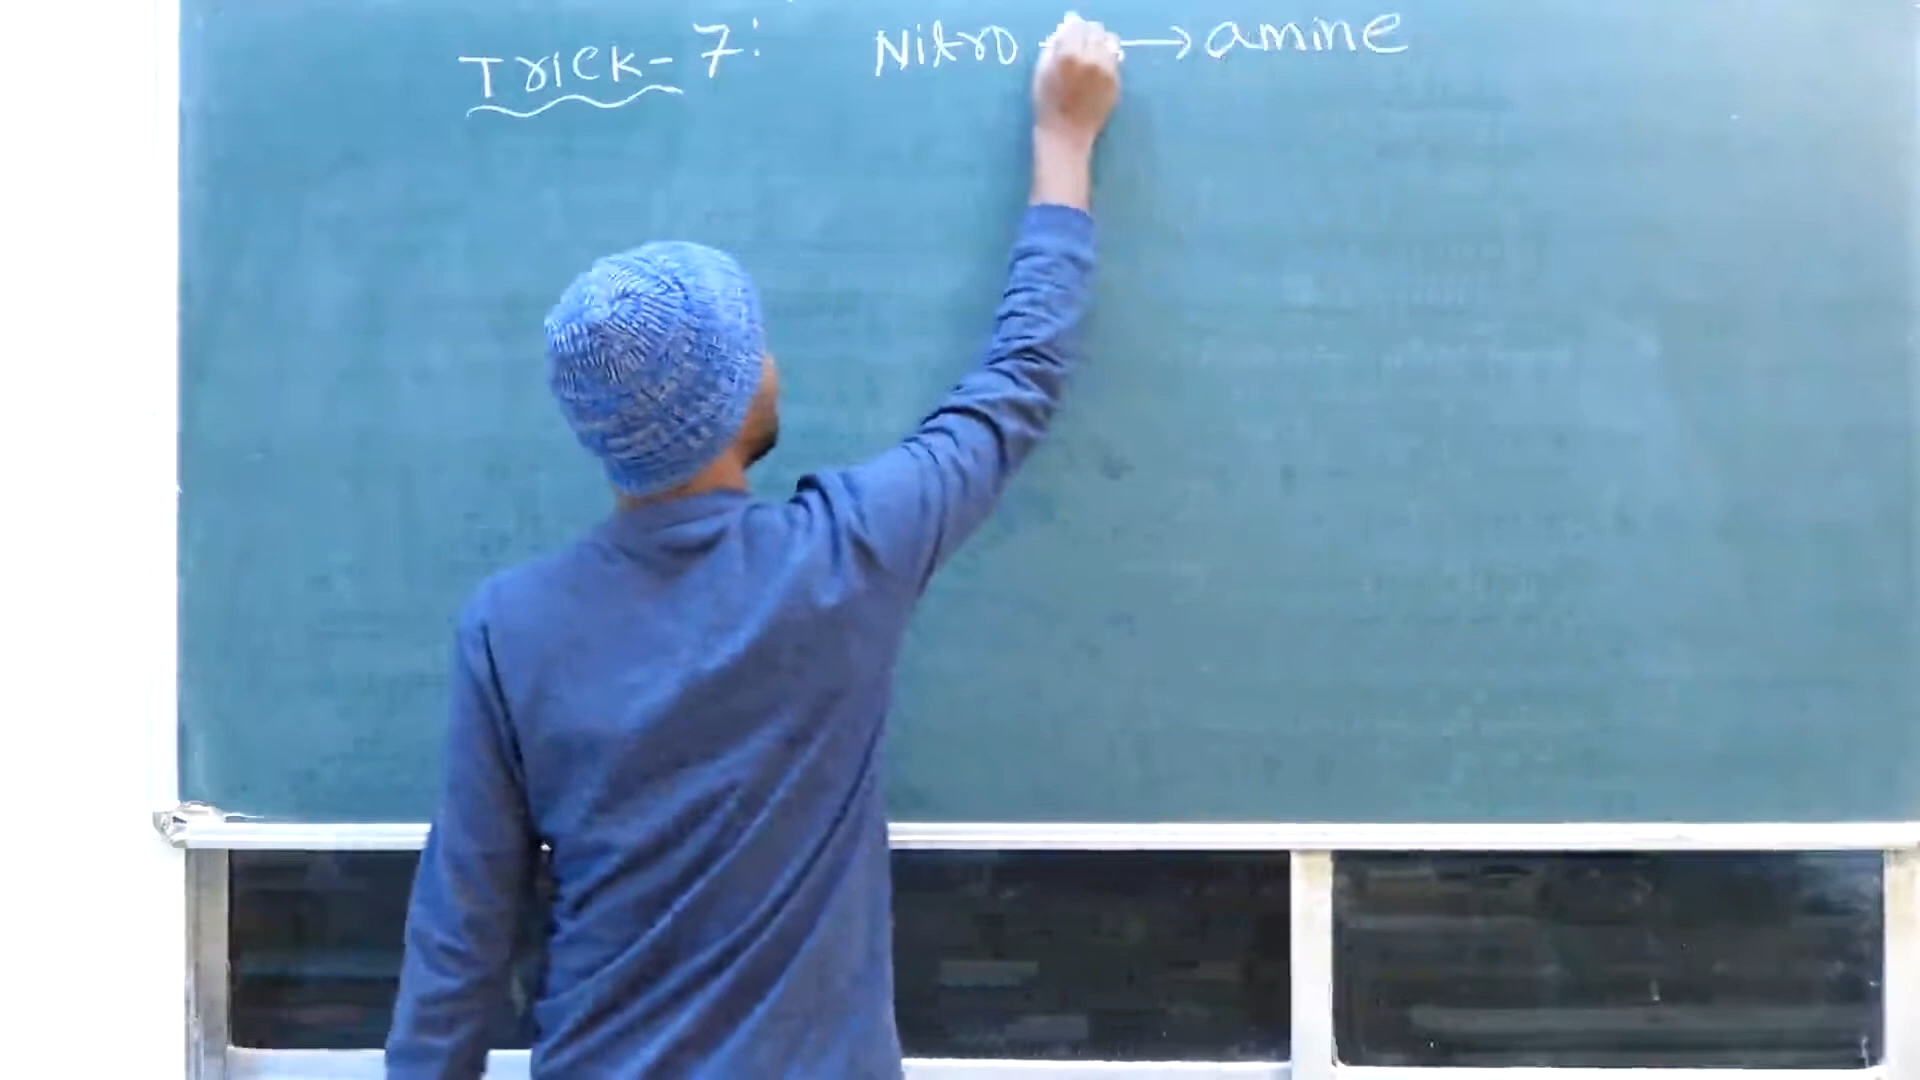 Trick-7: Nitro → amine